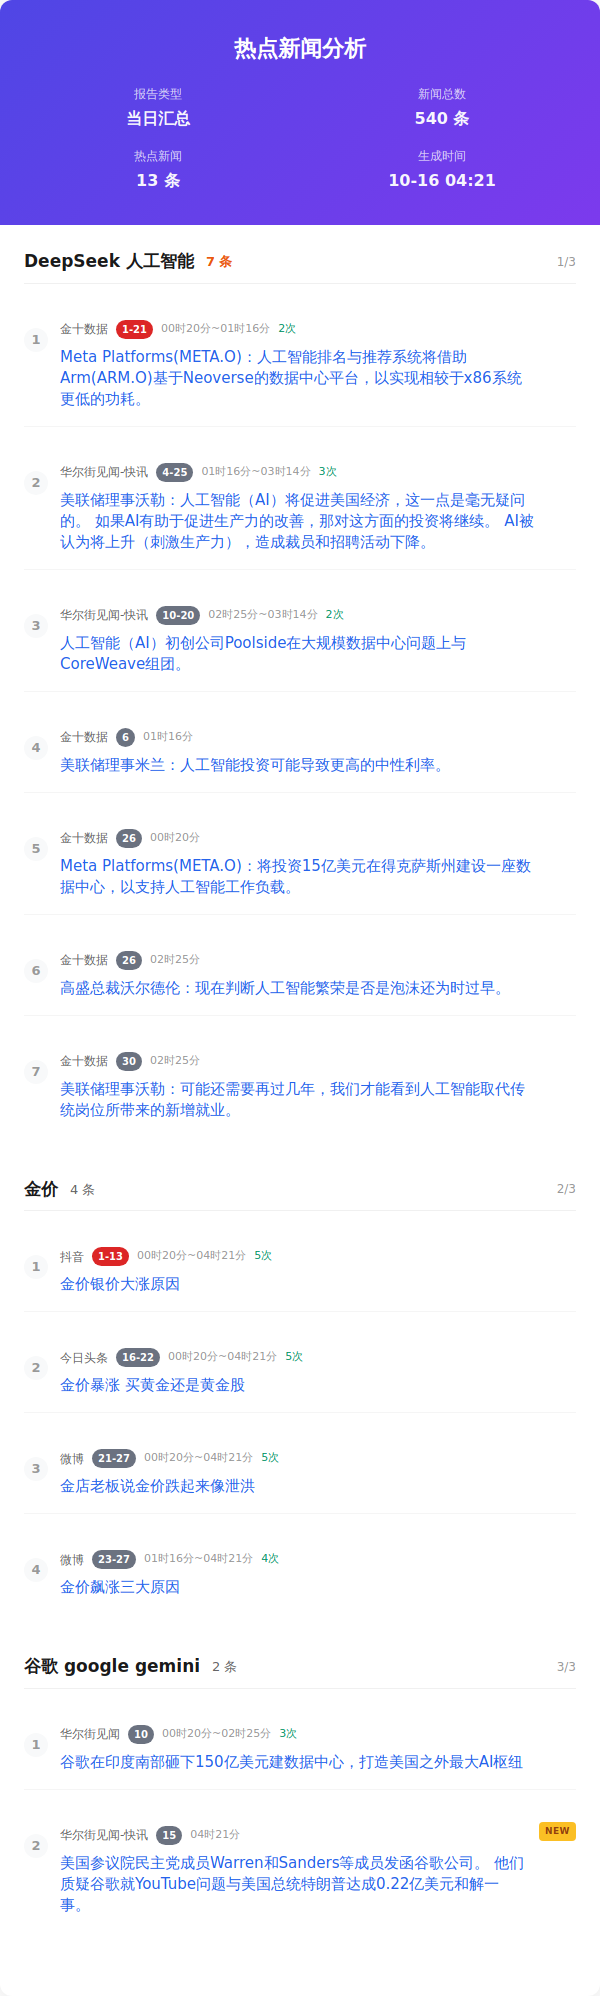 热点新闻分析
报告类型
当日汇总
新闻总数
540 条
热点新闻
13 条
生成时间
10-16 04:21
DeepSeek 人工智能 7 条 1/3
1 金十数据 1-21 00时20分~01时16分 2次
Meta Platforms(META.O)：人工智能排名与推荐系统将借助
Arm(ARM.O)基于Neoverse的数据中心平台，以实现相较于x86系统
更低的功耗。
2 华尔街见闻-快讯 4-25 01时16分~03时14分 3次
美联储理事沃勒：人工智能（AI）将促进美国经济，这一点是毫无疑问
的。 如果AI有助于促进生产力的改善，那对这方面的投资将继续。 AI被
认为将上升（刺激生产力），造成裁员和招聘活动下降。
3 华尔街见闻-快讯 10-20 02时25分~03时14分 2次
人工智能（AI）初创公司Poolside在大规模数据中心问题上与
CoreWeave组团。
4 金十数据 6 01时16分
美联储理事米兰：人工智能投资可能导致更高的中性利率。
5 金十数据 26 00时20分
Meta Platforms(META.O)：将投资15亿美元在得克萨斯州建设一座数
据中心，以支持人工智能工作负载。
6 金十数据 26 02时25分
高盛总裁沃尔德伦：现在判断人工智能繁荣是否是泡沫还为时过早。
7 金十数据 30 02时25分
美联储理事沃勒：可能还需要再过几年，我们才能看到人工智能取代传
统岗位所带来的新增就业。
金价 4 条 2/3
1 抖音 1-13 00时20分~04时21分 5次
金价银价大涨原因
2 今日头条 16-22 00时20分~04时21分 5次
金价暴涨 买黄金还是黄金股
3 微博 21-27 00时20分~04时21分 5次
金店老板说金价跌起来像泄洪
4 微博 23-27 01时16分~04时21分 4次
金价飙涨三大原因
谷歌 google gemini 2 条 3/3
1 华尔街见闻 10 00时20分~02时25分 3次
谷歌在印度南部砸下150亿美元建数据中心，打造美国之外最大AI枢纽
2 华尔街见闻-快讯 15 04时21分 NEW
美国参议院民主党成员Warren和Sanders等成员发函谷歌公司。 他们
质疑谷歌就YouTube问题与美国总统特朗普达成0.22亿美元和解一
事。